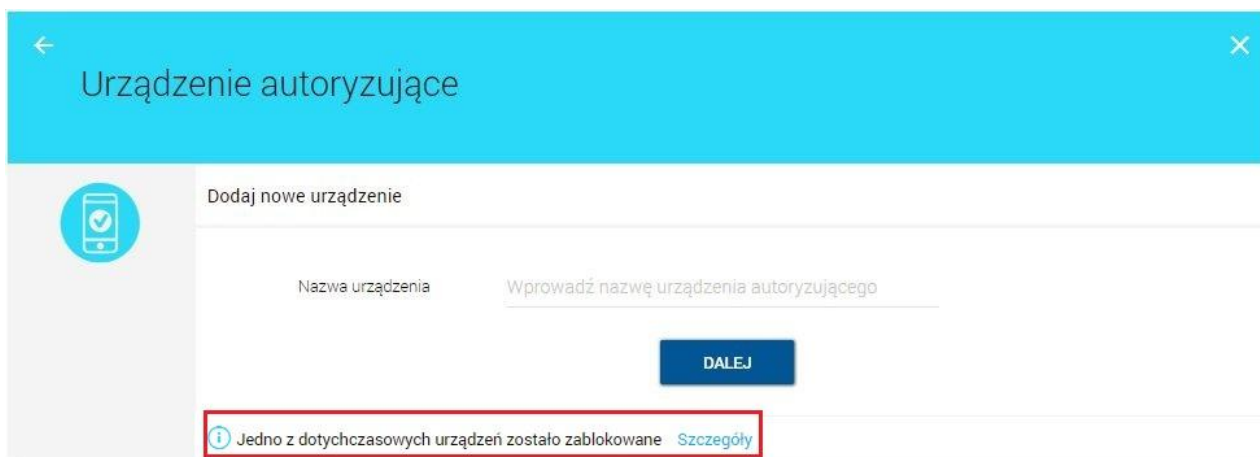 Urządzenie autoryzujące
Dodaj nowe urządzenie
Nazwa urządzenia Wprowadź nazwę urządzenia autoryzującego
DALEJ
Jedno z dotychczasowych urządzeń zostało zablokowane Szczegóły